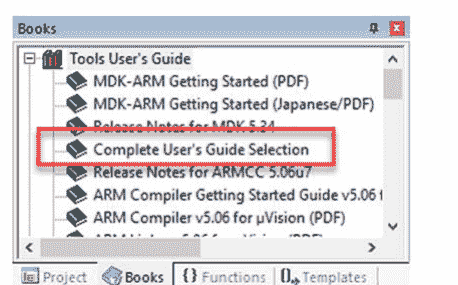 Books
Tools User's Guide
MDK-ARM Getting Started (PDF)
MDK-ARM Getting Started (Japanese/PDF)
Release Notes for MDK 5.34
Complete User's Guide Selection
Release Notes for ARMCC 5.06u7
ARM Compiler Getting Started Guide v5.06 f
ARM Compiler v5.06 for µVision (PDF)
Project Books {} Functions 0 Templates